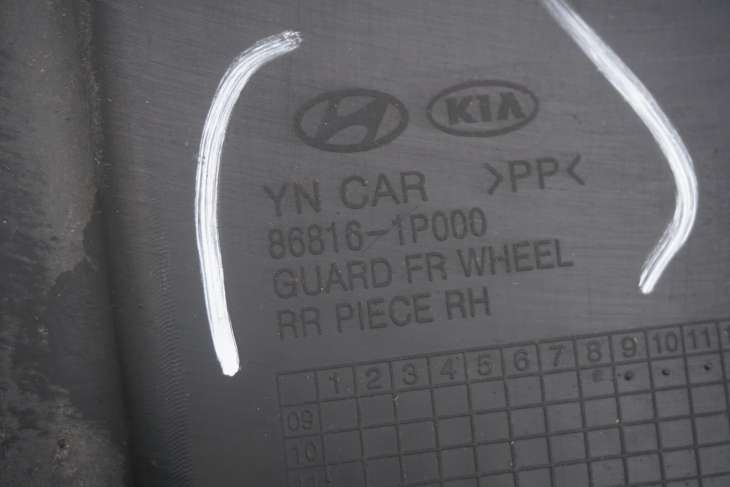 KIA
YN CAR >PP<
86816-1P000
GUARD FR WHEEL
RR PIECE RH
1 2 3 4 5 6 7 8 9 10 11
09
10